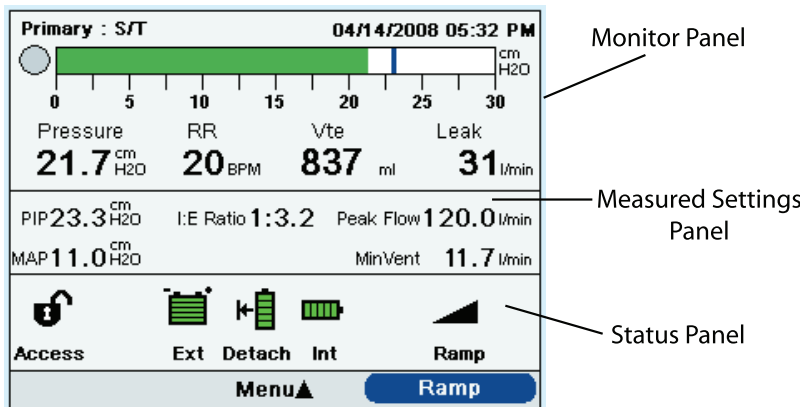 Primary : S/T 04/14/2008 05:32 PM
cm
H2O
0 5 10 15 20 25 30
Pressure RR Vte Leak
21.7 cm H2O 20 BPM 837 ml 31 l/min
PIP 23.3 cm H2O I:E Ratio 1:3.2 Peak Flow 120.0 l/min
MAP 11.0 cm H2O MinVent 11.7 l/min
Access Ext Detach Int Ramp
Menu▲ Ramp
Monitor Panel
Measured Settings
Panel
Status Panel